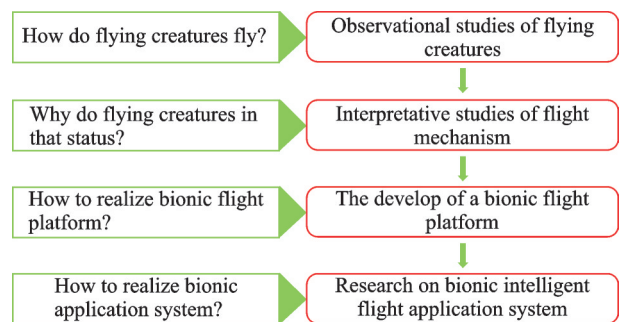 How do flying creatures fly?
Observational studies of flying
creatures
Why do flying creatures in
that status?
Interpretative studies of flight
mechanism
How to realize bionic flight
platform?
The develop of a bionic flight
platform
How to realize bionic
application system?
Research on bionic intelligent
flight application system